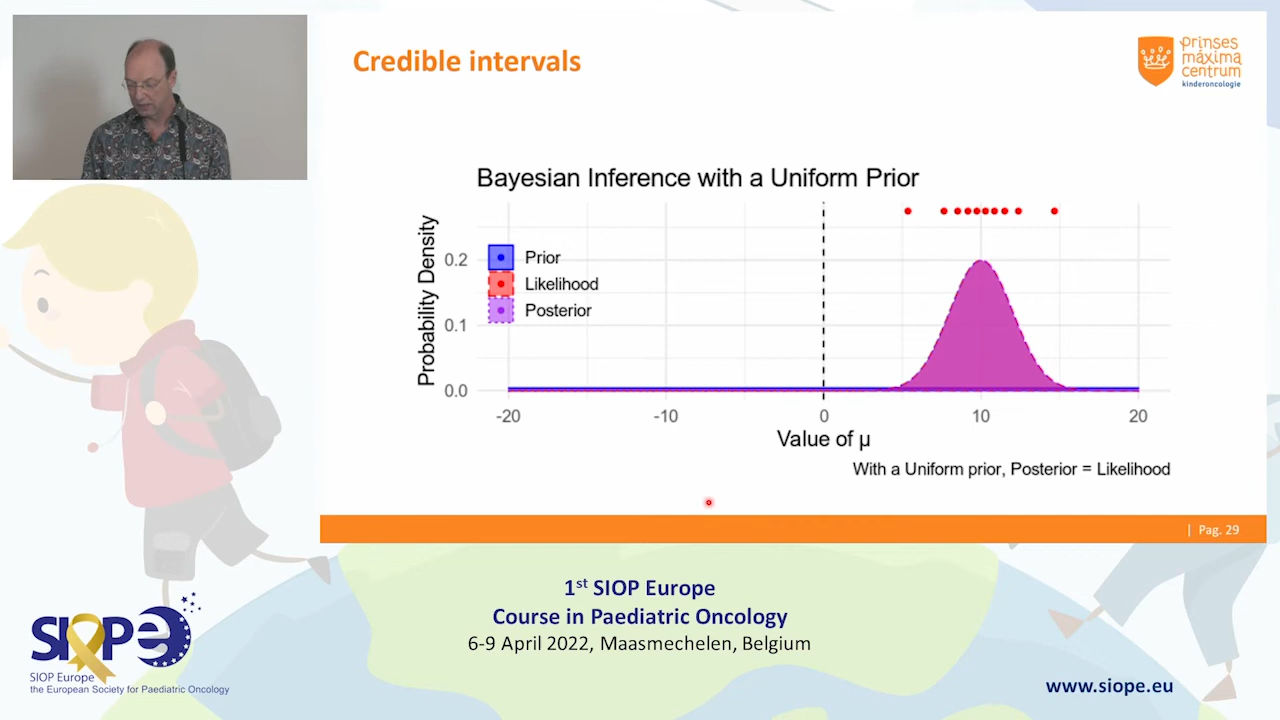 Credible intervals
prinses
máxima
centrum
kinderoncologie
Bayesian Inference with a Uniform Prior
Probability Density
0.2
0.1
0.0
Prior
Likelihood
Posterior
-20
-10
0
10
20
Value of μ
With a Uniform prior, Posterior = Likelihood
| Pag. 29
1st SIOP Europe
Course in Paediatric Oncology
6-9 April 2022, Maasmechelen, Belgium
SIOPe
SIOP Europe
the European Society for Paediatric Oncology
www.siope.eu